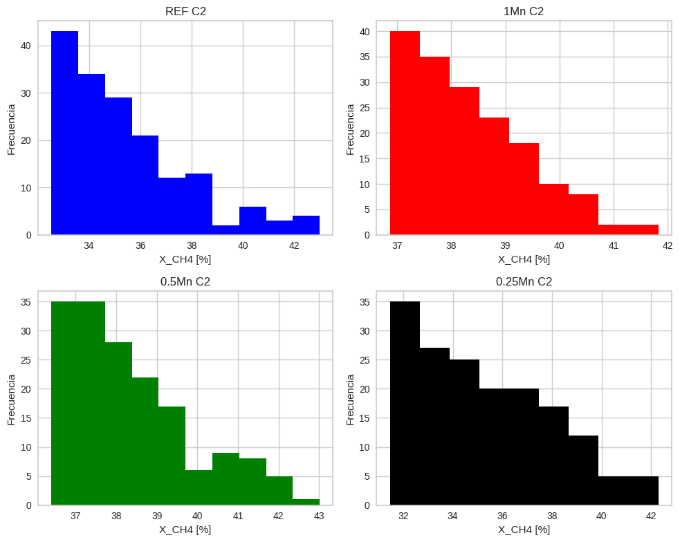 REF C2
40
30
20
10
0
Frecuencia
34 36 38 40 42
X_CH4 [%]
1Mn C2
40
35
30
25
20
15
10
5
0
Frecuencia
37 38 39 40 41 42
X_CH4 [%]
0.5Mn C2
35
30
25
20
15
10
5
0
Frecuencia
37 38 39 40 41 42 43
X_CH4 [%]
0.25Mn C2
35
30
25
20
15
10
5
0
Frecuencia
32 34 36 38 40 42
X_CH4 [%]